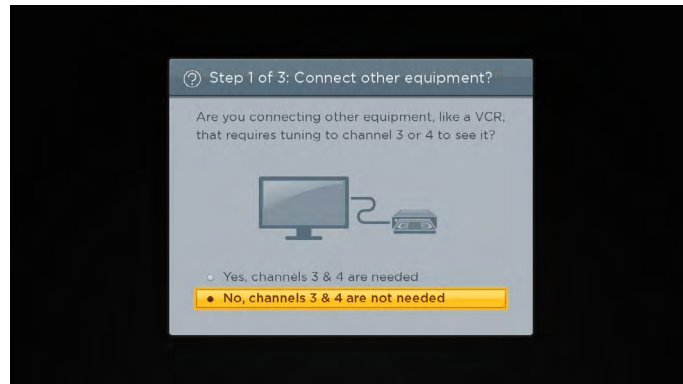 Step 1 of 3: Connect other equipment?
Are you connecting other equipment, like a VCR,
that requires tuning to channel 3 or 4 to see it?
Yes, channels 3 & 4 are needed
No, channels 3 & 4 are not needed